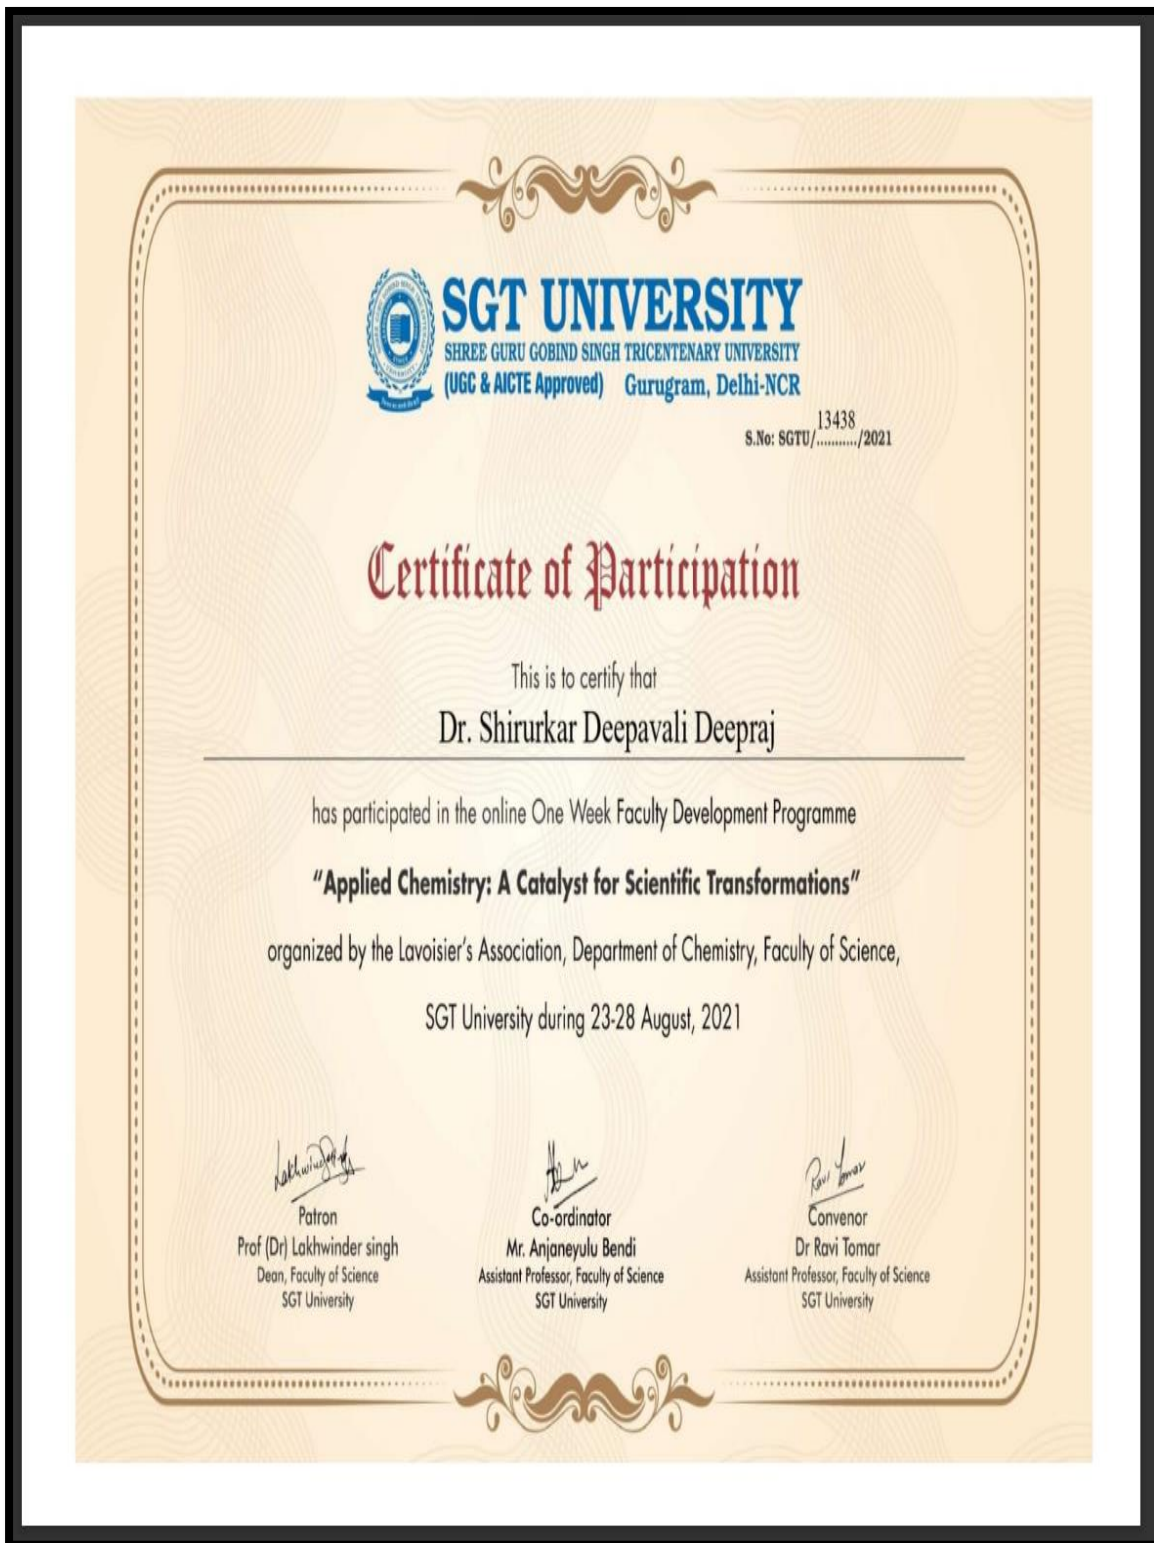 SGT UNIVERSITY
SHREE GURU GOBIND SINGH TRICENTENARY UNIVERSITY
(UGC & AICTE Approved) Gurugram, Delhi-NCR
S.No: SGTU/13438/2021
Certificate of Participation
This is to certify that
Dr. Shirurkar Deepavali Deepraj
has participated in the online One Week Faculty Development Programme
"Applied Chemistry: A Catalyst for Scientific Transformations"
organized by the Lavoisier's Association, Department of Chemistry, Faculty of Science,
SGT University during 23-28 August, 2021
Ravi Tomar
Patron
Prof (Dr) Lakhwinder singh
Dean, Faculty of Science
SGT University
Co-ordinator
Mr. Anjaneyulu Bendi
Assistant Professor, Faculty of Science
SGT University
Convenor
Dr Ravi Tomar
Assistant Professor, Faculty of Science
SGT University